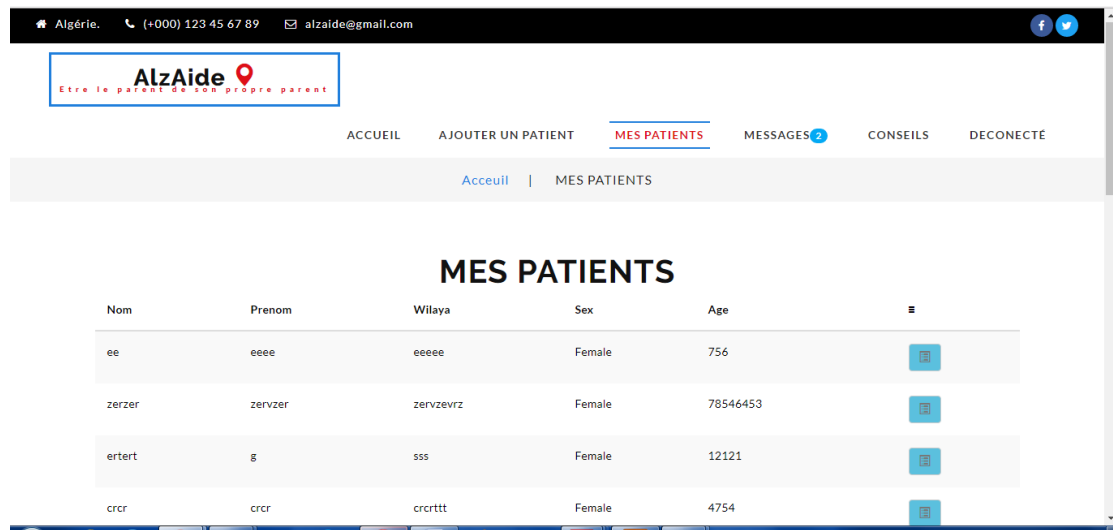 Algérie. (+000) 123 45 67 89 alzaide@gmail.com
AlzAide
Etre le parent de son propre parent
ACCUEIL AJOUTER UN PATIENT MES PATIENTS MESSAGES 2 CONSEILS DECONECTÉ
Acceuil | MES PATIENTS
MES PATIENTS
Nom Prenom Wilaya Sex Age
ee eeee eeeee Female 756
zerzer zervzer zervzevrz Female 78546453
ertert g sss Female 12121
crcr crcr crcrttt Female 4754